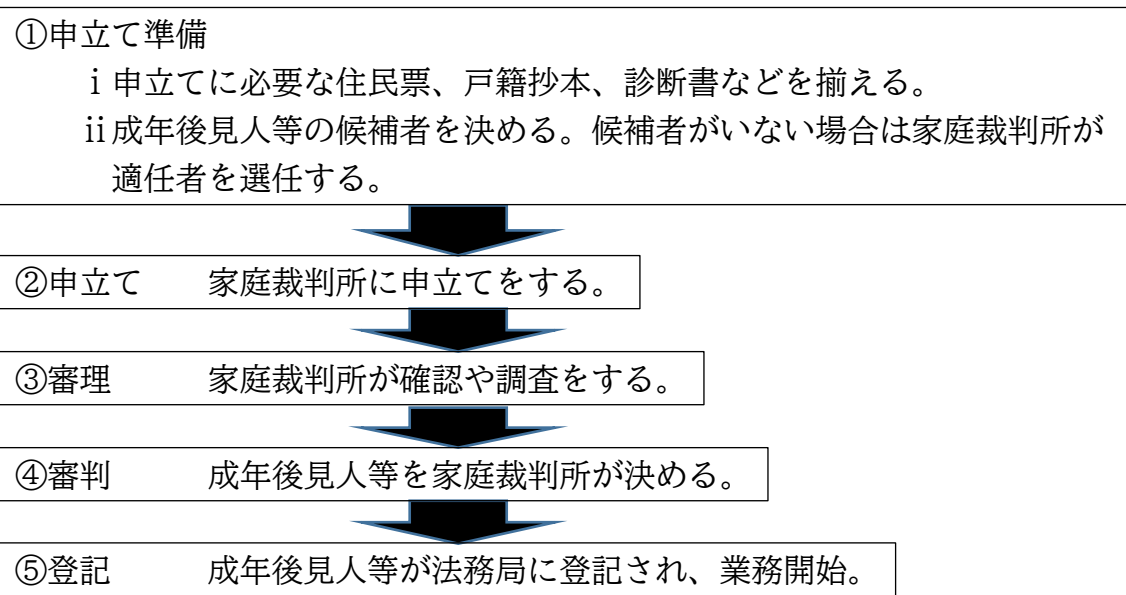 ①申立て準備
ⅰ申立てに必要な住民票、戸籍抄本、診断書などを揃える。
ⅱ成年後見人等の候補者を決める。候補者がいない場合は家庭裁判所が
適任者を選任する。
②申立て　　家庭裁判所に申立てをする。
③審理　　　家庭裁判所が確認や調査をする。
④審判　　　成年後見人等を家庭裁判所が決める。
⑤登記　　　成年後見人等が法務局に登記され、業務開始。